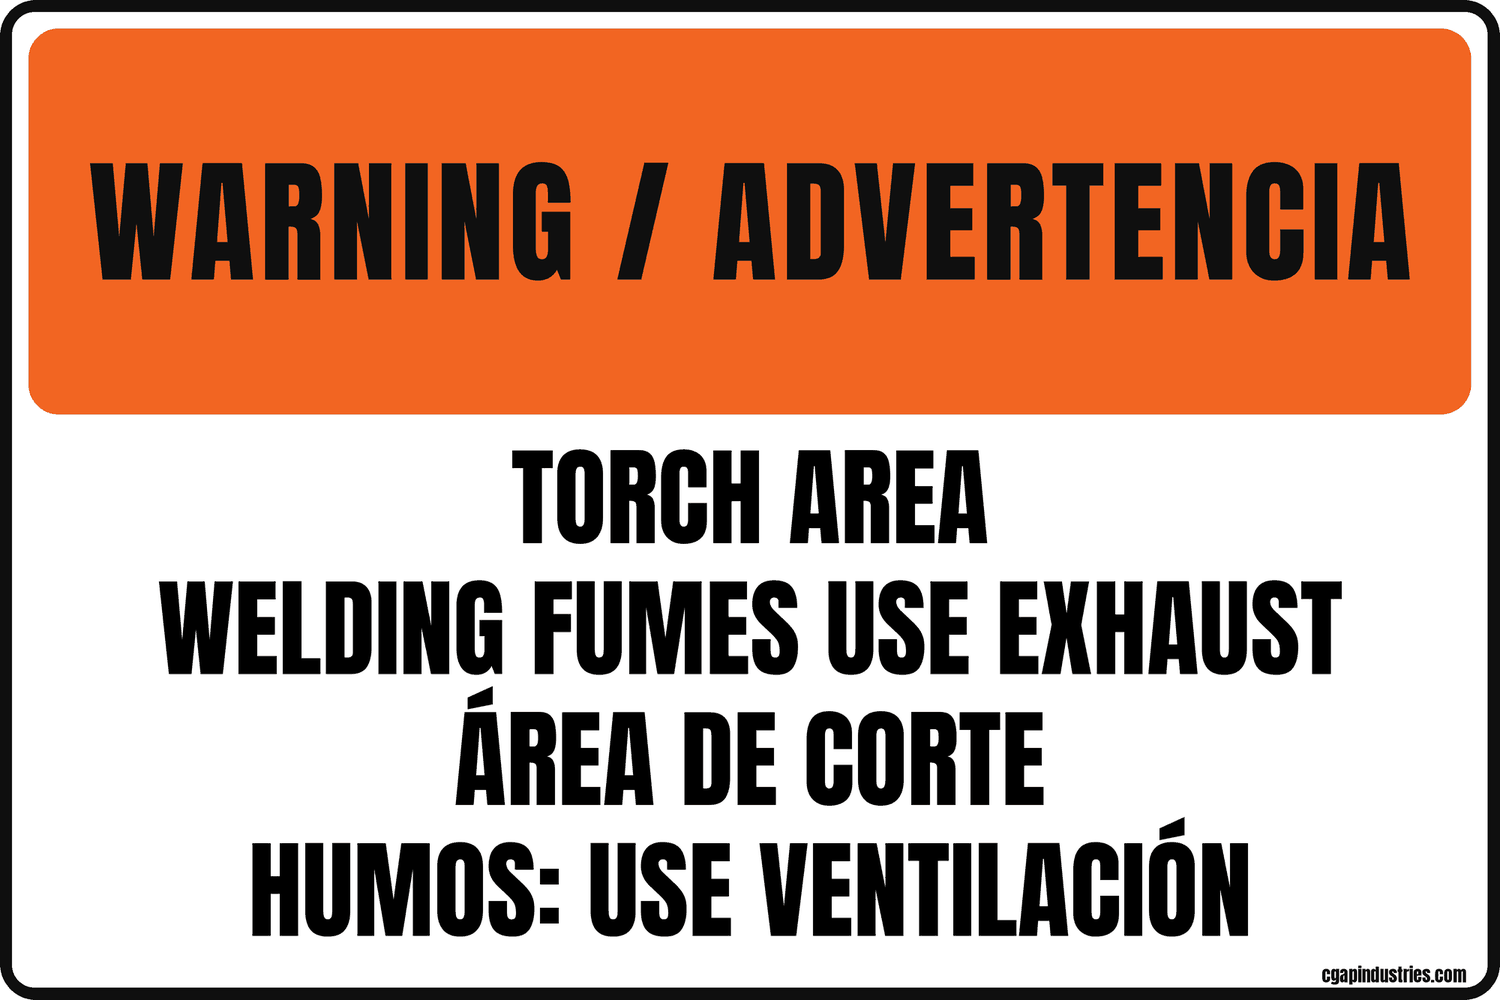 WARNING / ADVERTENCIA
TORCH AREA
WELDING FUMES USE EXHAUST
ÁREA DE CORTE
HUMOS: USE VENTILACIÓN
cgapindustries.com